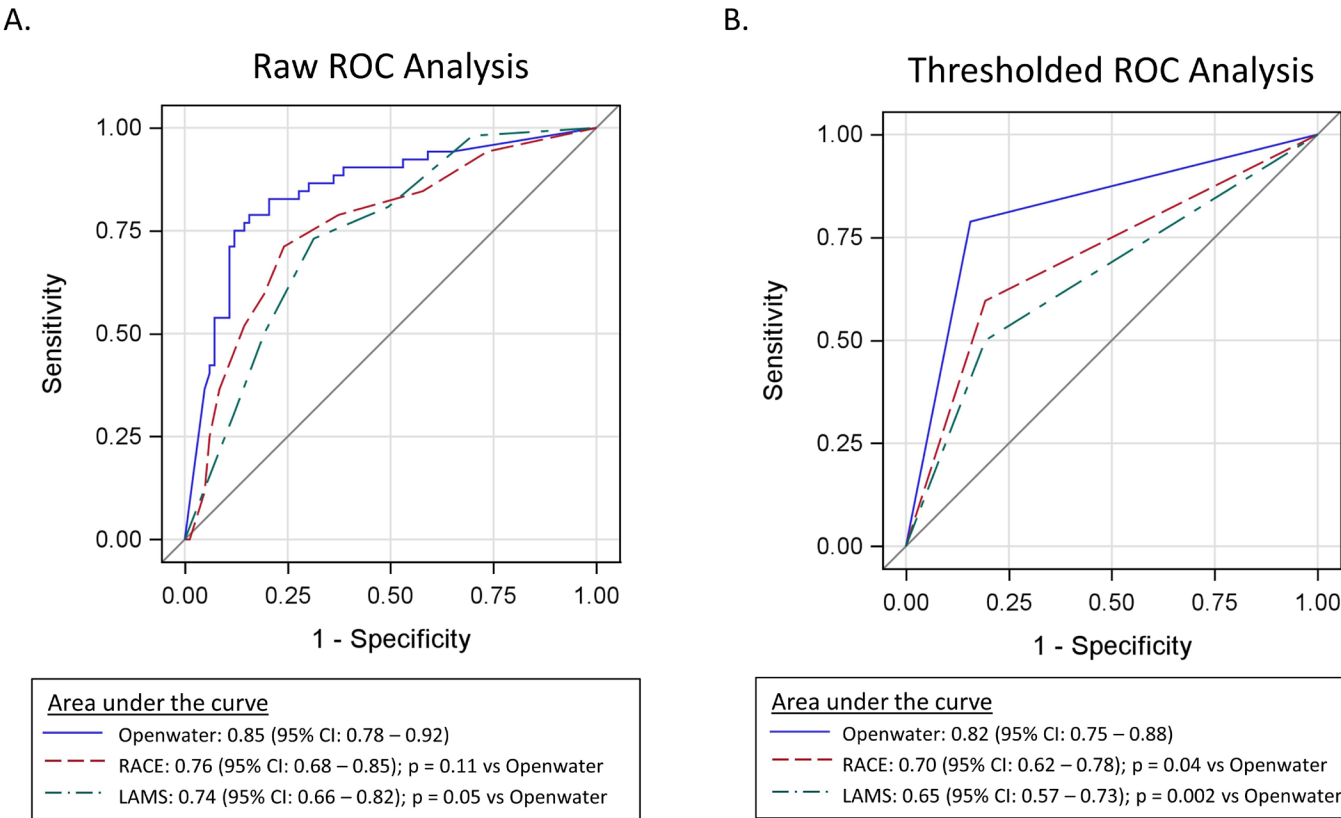 A.
Raw ROC Analysis
1.00
0.75
0.50
0.25
0.00
Sensitivity
0.00 0.25 0.50 0.75 1.00
1 - Specificity
Area under the curve
Openwater: 0.85 (95% CI: 0.78 – 0.92)
RACE: 0.76 (95% CI: 0.68 – 0.85); p = 0.11 vs Openwater
LAMS: 0.74 (95% CI: 0.66 – 0.82); p = 0.05 vs Openwater
B.
Thresholded ROC Analysis
1.00
0.75
0.50
0.25
0.00
Sensitivity
0.00 0.25 0.50 0.75 1.00
1 - Specificity
Area under the curve
Openwater: 0.82 (95% CI: 0.75 – 0.88)
RACE: 0.70 (95% CI: 0.62 – 0.78); p = 0.04 vs Openwater
LAMS: 0.65 (95% CI: 0.57 – 0.73); p = 0.002 vs Openwater